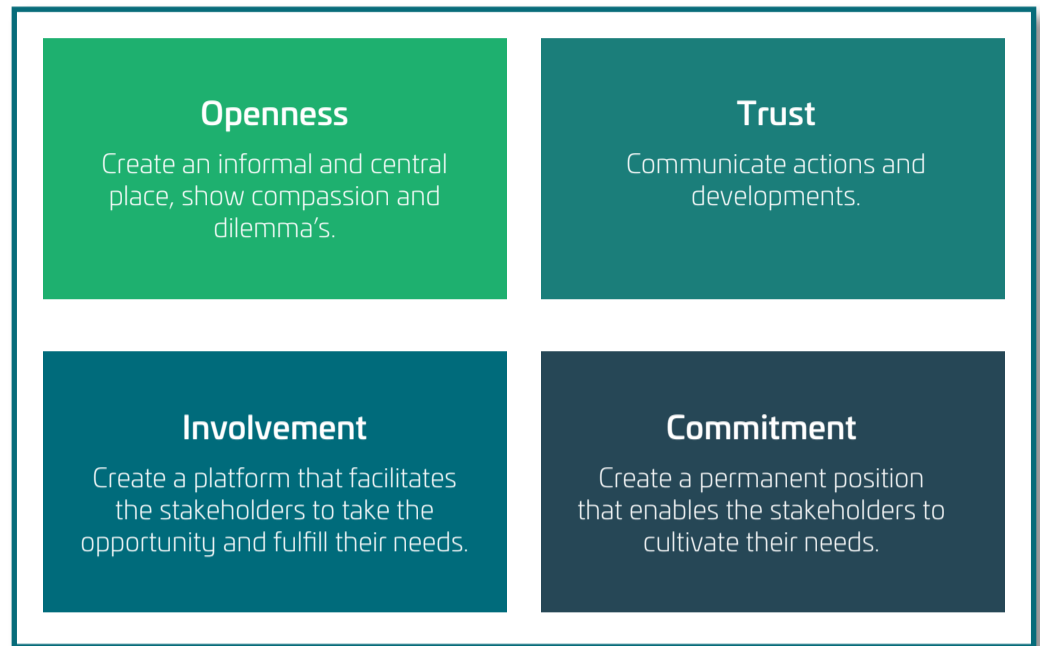 Openness
Create an informal and central
place, show compassion and
dilemma's.
Trust
Communicate actions and
developments.
Involvement
Create a platform that facilitates
the stakeholders to take the
opportunity and fulfill their needs.
Commitment
Create a permanent position
that enables the stakeholders to
cultivate their needs.